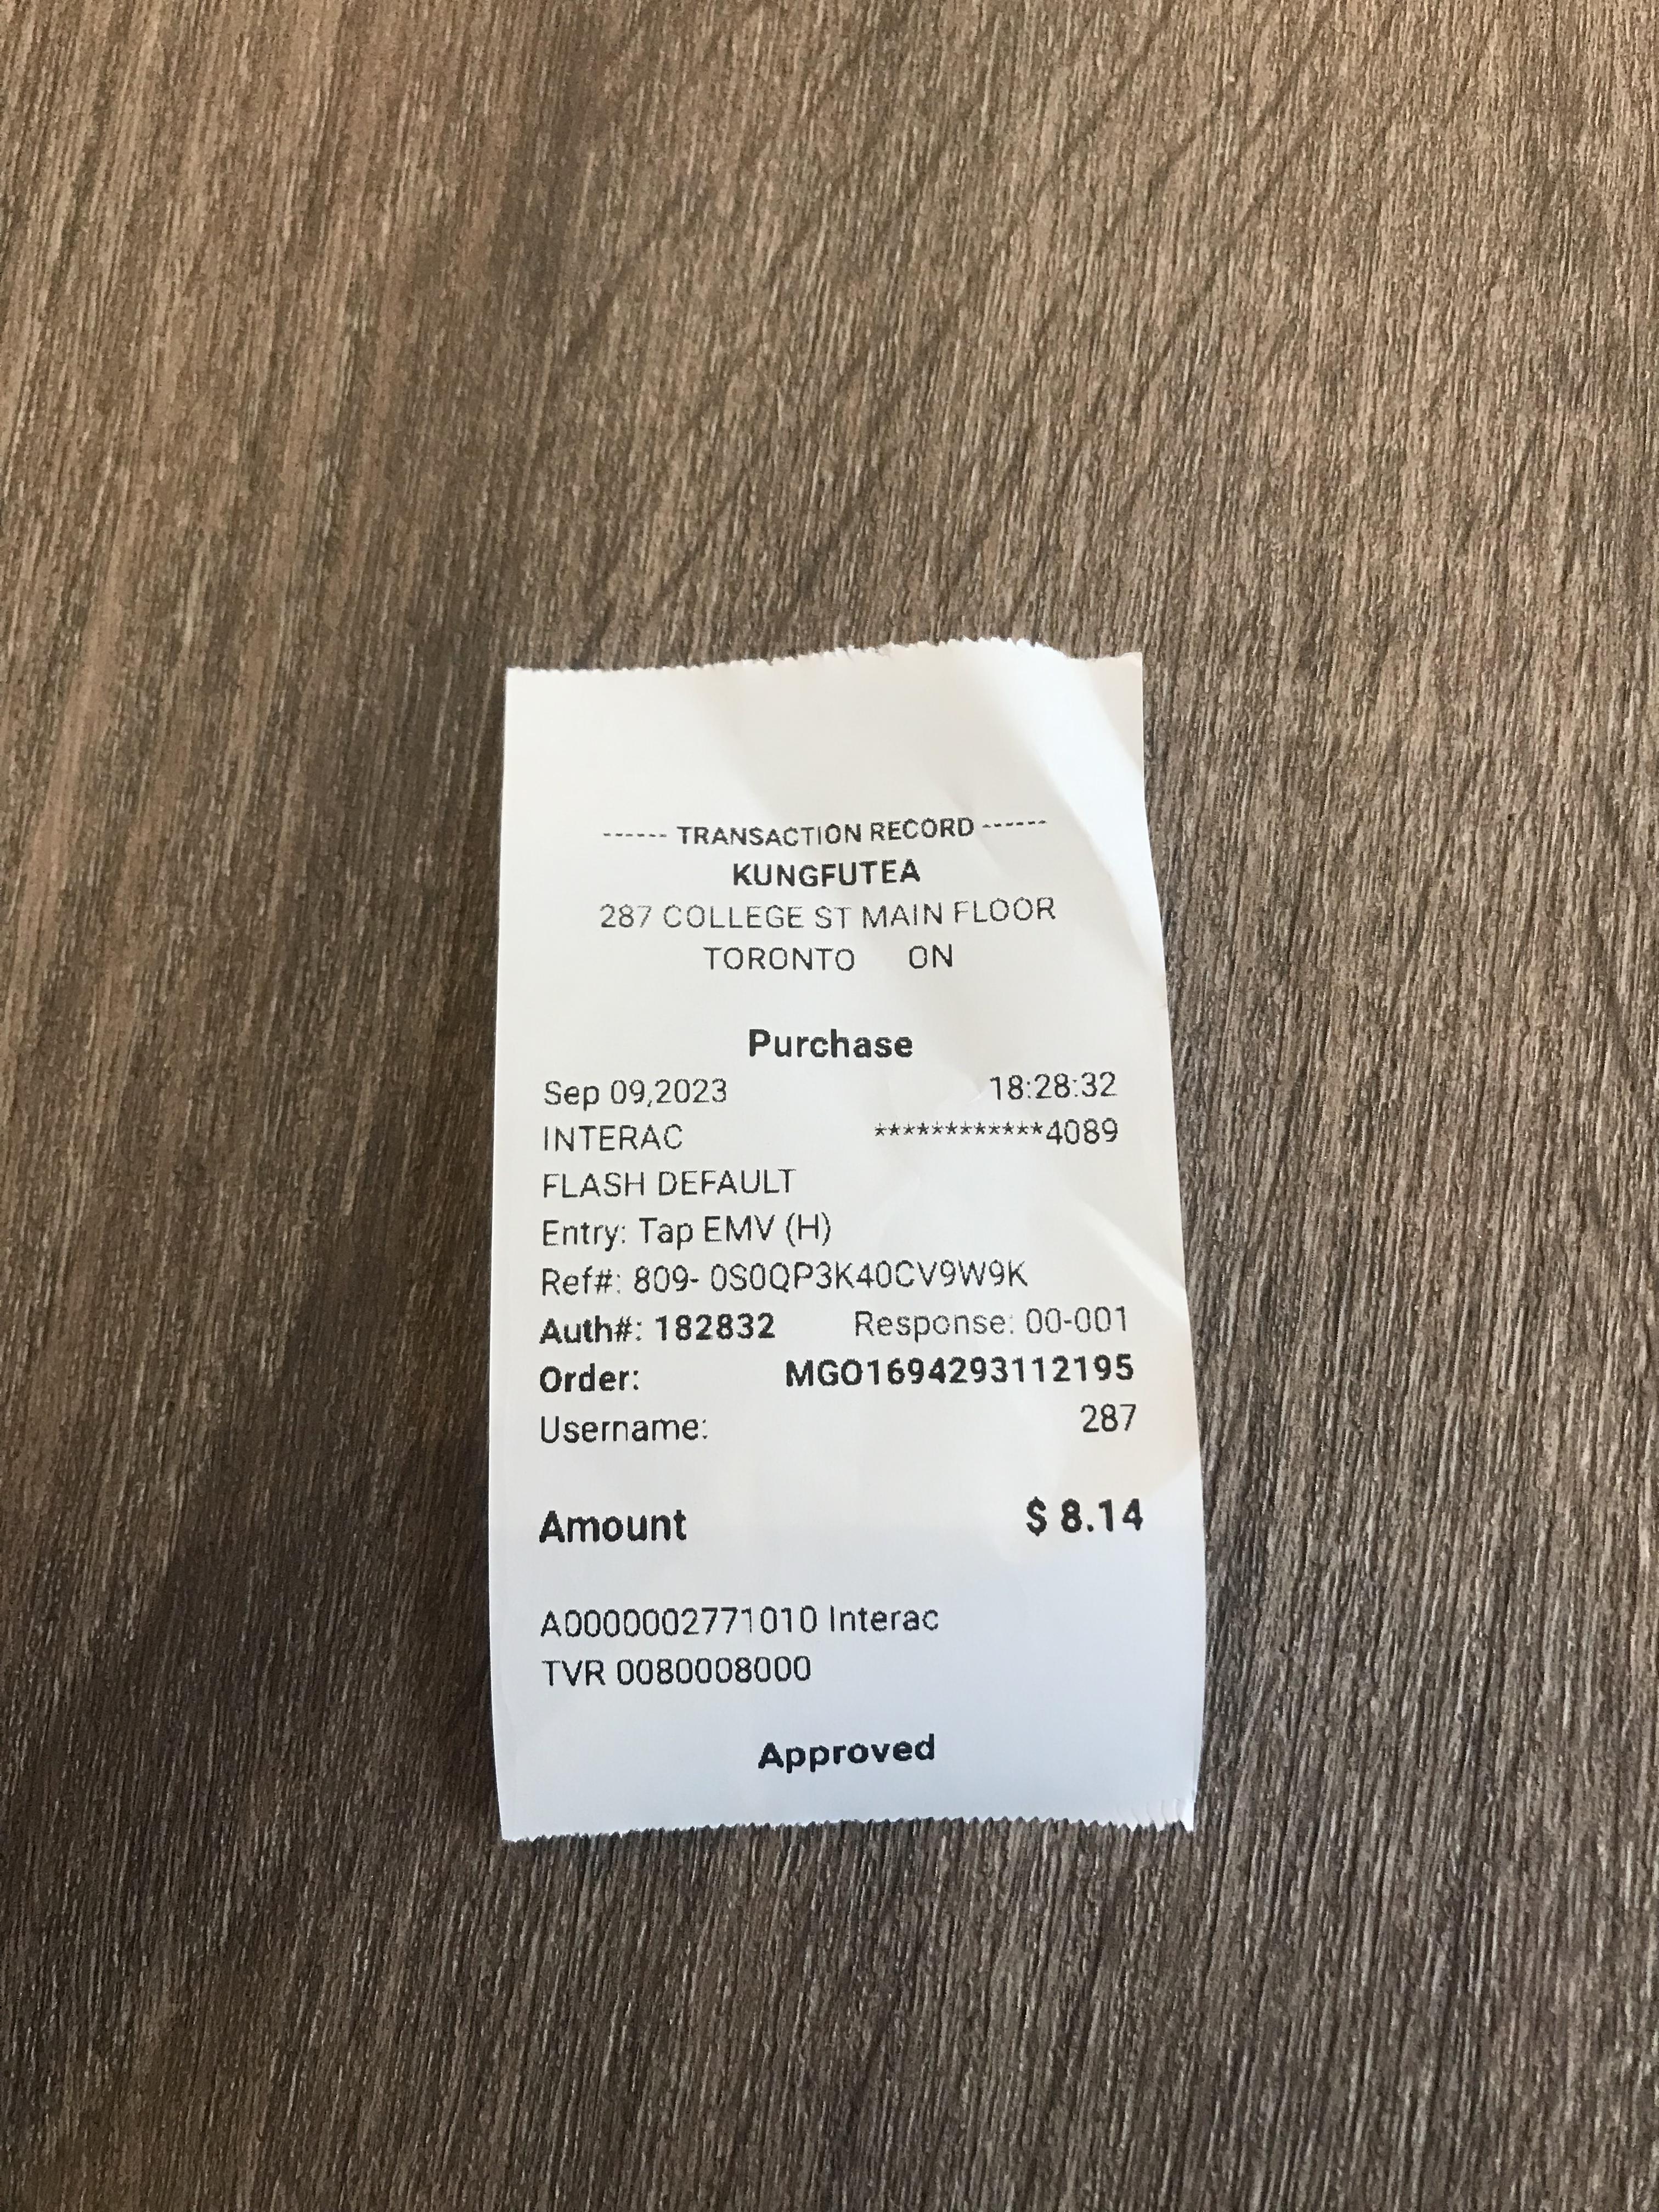 ------ TRANSACTION RECORD ------
KUNGFUTEA
287 COLLEGE ST MAIN FLOOR
TORONTO ON
Purchase
Sep 09,2023 18:28:32
INTERAC ************4089
FLASH DEFAULT
Entry: Tap EMV (H)
Ref#: 809- 0S0QP3K40CV9W9K
Auth#: 182832 Response: 00-001
Order: MGO1694293112195
Username: 287
Amount $ 8.14
A0000002771010 Interac
TVR 0080008000
Approved